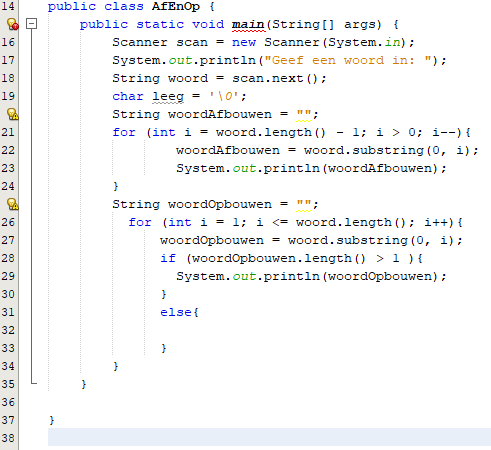 14 public class AfEnOp {
public static void main(String[] args) {
16 Scanner scan = new Scanner(System.in);
17 System.out.println("Geef een woord in: ");
18 String woord = scan.next();
19 char leeg = '\0';
String woordAfbouwen = "";
21 for (int i = woord.length() - 1; i > 0; i--){
22 woordAfbouwen = woord.substring(0, i);
23 System.out.println(woordAfbouwen);
24 }
String woordOpbouwen = "";
26 for (int i = 1; i <= woord.length(); i++){
27 woordOpbouwen = woord.substring(0, i);
28 if (woordOpbouwen.length() > 1 ){
29 System.out.println(woordOpbouwen);
30 }
31 else{
32
33 }
34 }
35 }
36
37 }
38